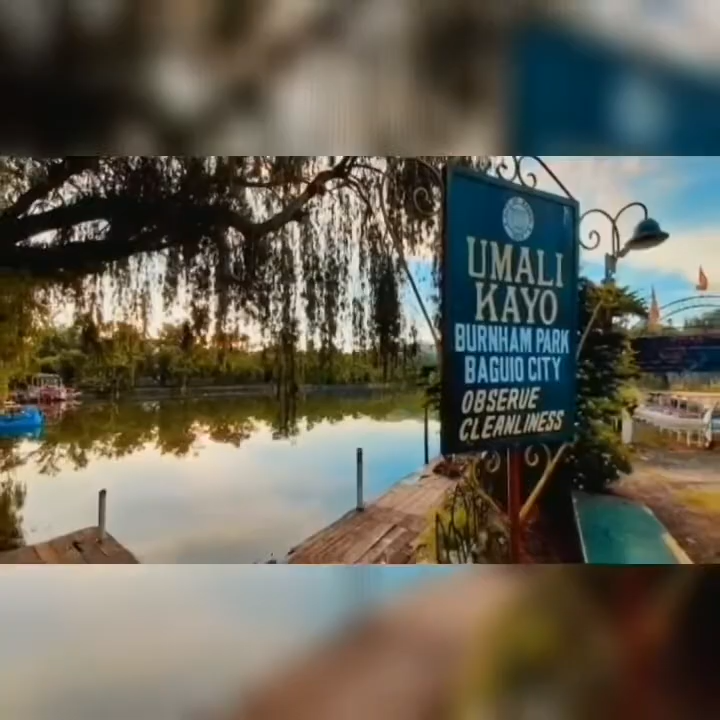 UMALI
KAYO
BURNHAM PARK
BAGUIO CITY
OBSERVE
CLEANLINESS